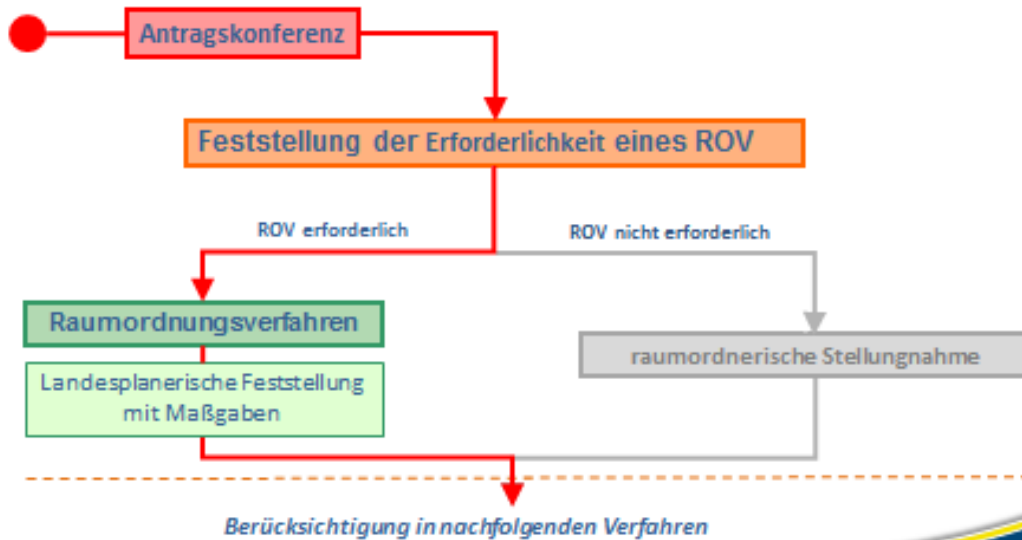 Antragskonferenz
Feststellung der Erforderlichkeit eines ROV
ROV erforderlich
ROV nicht erforderlich
Raumordnungsverfahren
raumordnerische Stellungnahme
Landesplanerische Feststellung
mit Maßgaben
Berücksichtigung in nachfolgenden Verfahren